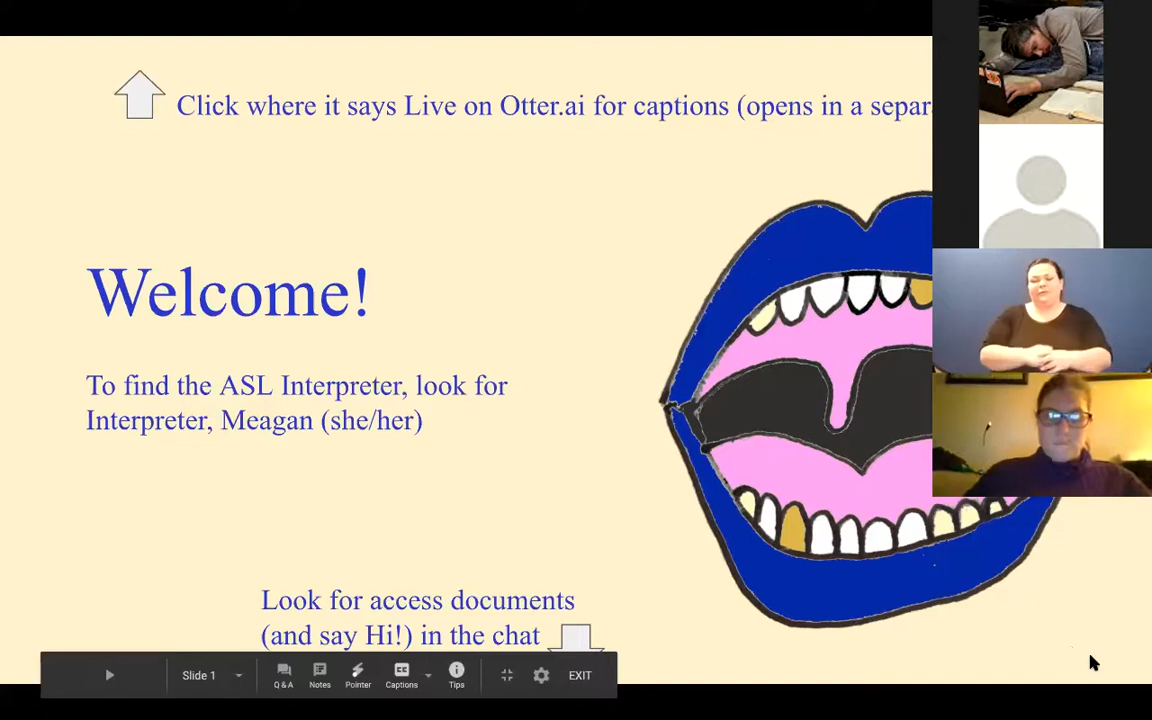 Click where it says Live on Otter.ai for captions (opens in a separ
Welcome!
To find the ASL Interpreter, look for
Interpreter, Meagan (she/her)
Look for access documents
(and say Hi!) in the chat
Slide 1
Q & A
Notes
Pointer
CC
Captions
Tips
EXIT